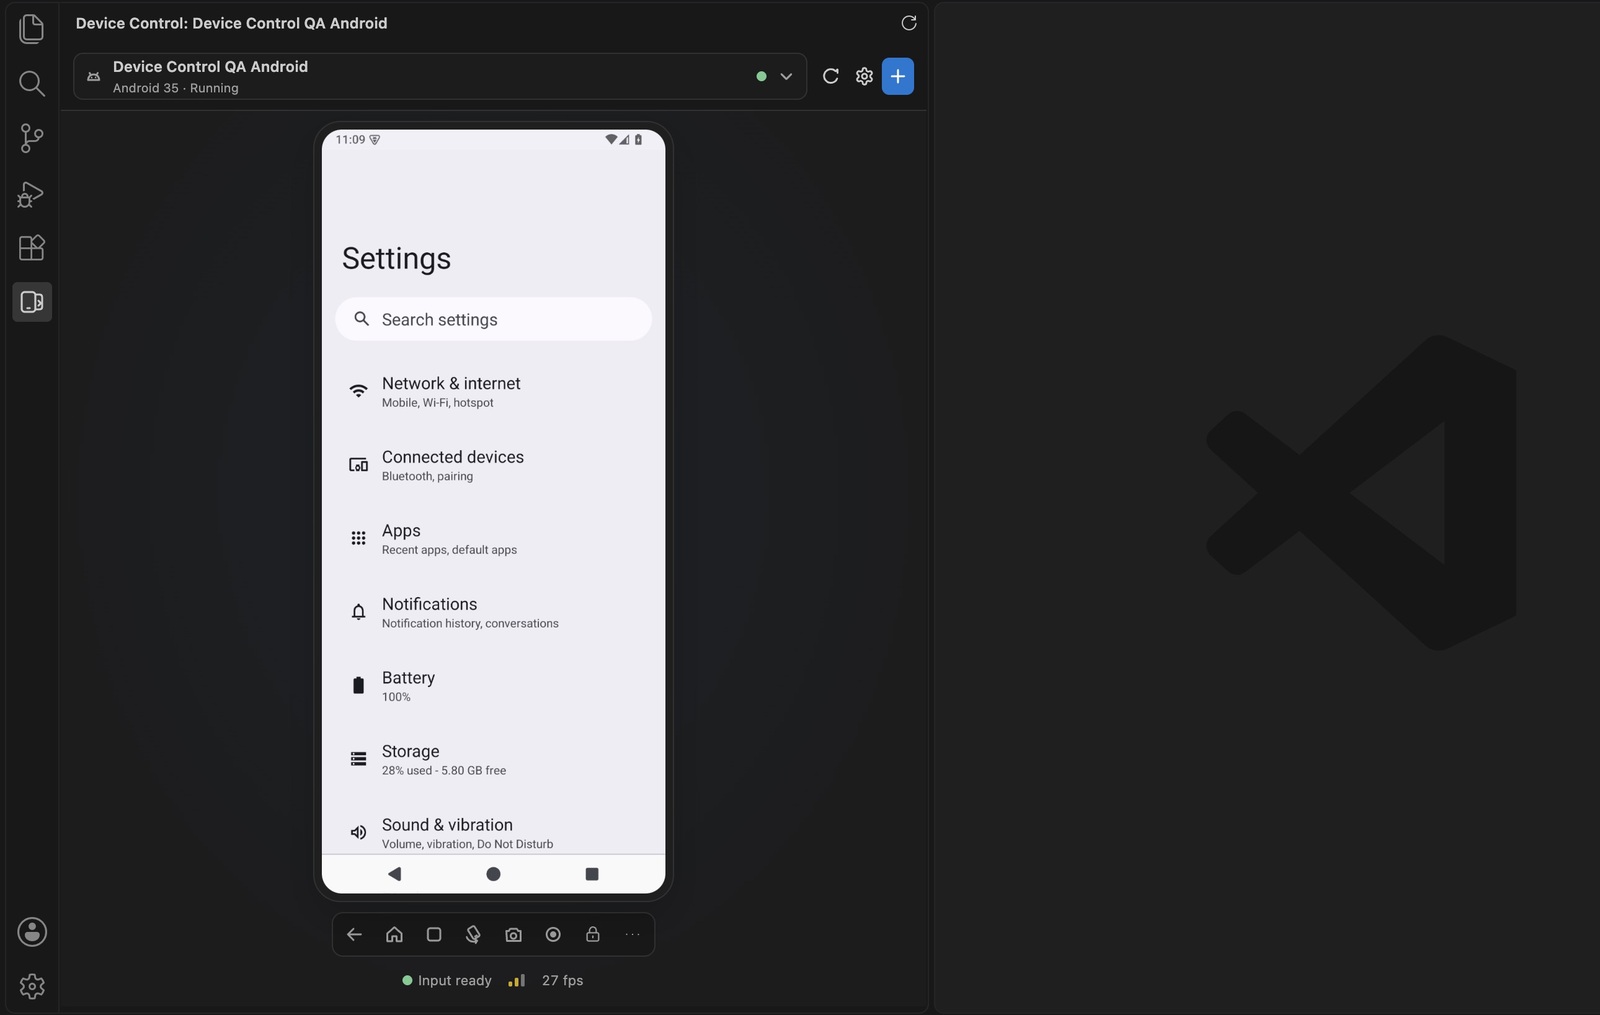 Device Control: Device Control QA Android
Device Control QA Android
Android 35 · Running
11:09
Settings
Search settings
Network & internet
Mobile, Wi-Fi, hotspot
Connected devices
Bluetooth, pairing
Apps
Recent apps, default apps
Notifications
Notification history, conversations
Battery
100%
Storage
28% used - 5.80 GB free
Sound & vibration
Volume, vibration, Do Not Disturb
Input ready
27 fps